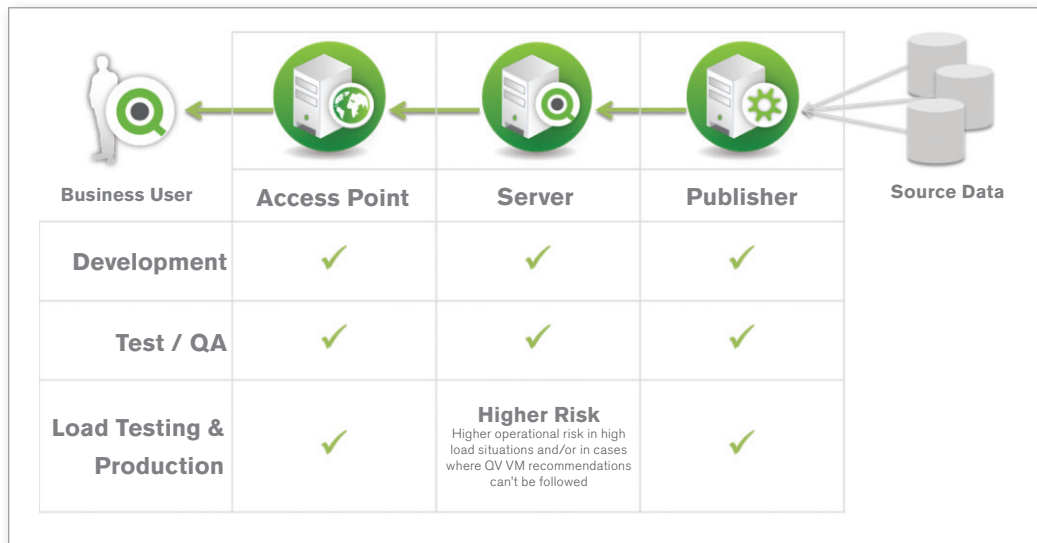 Business User
Access Point
Server
Publisher
Source Data
Development
Test / QA
Load Testing &
Production
Higher Risk
Higher operational risk in high
load situations and/or in cases
where QV VM recommendations
can't be followed